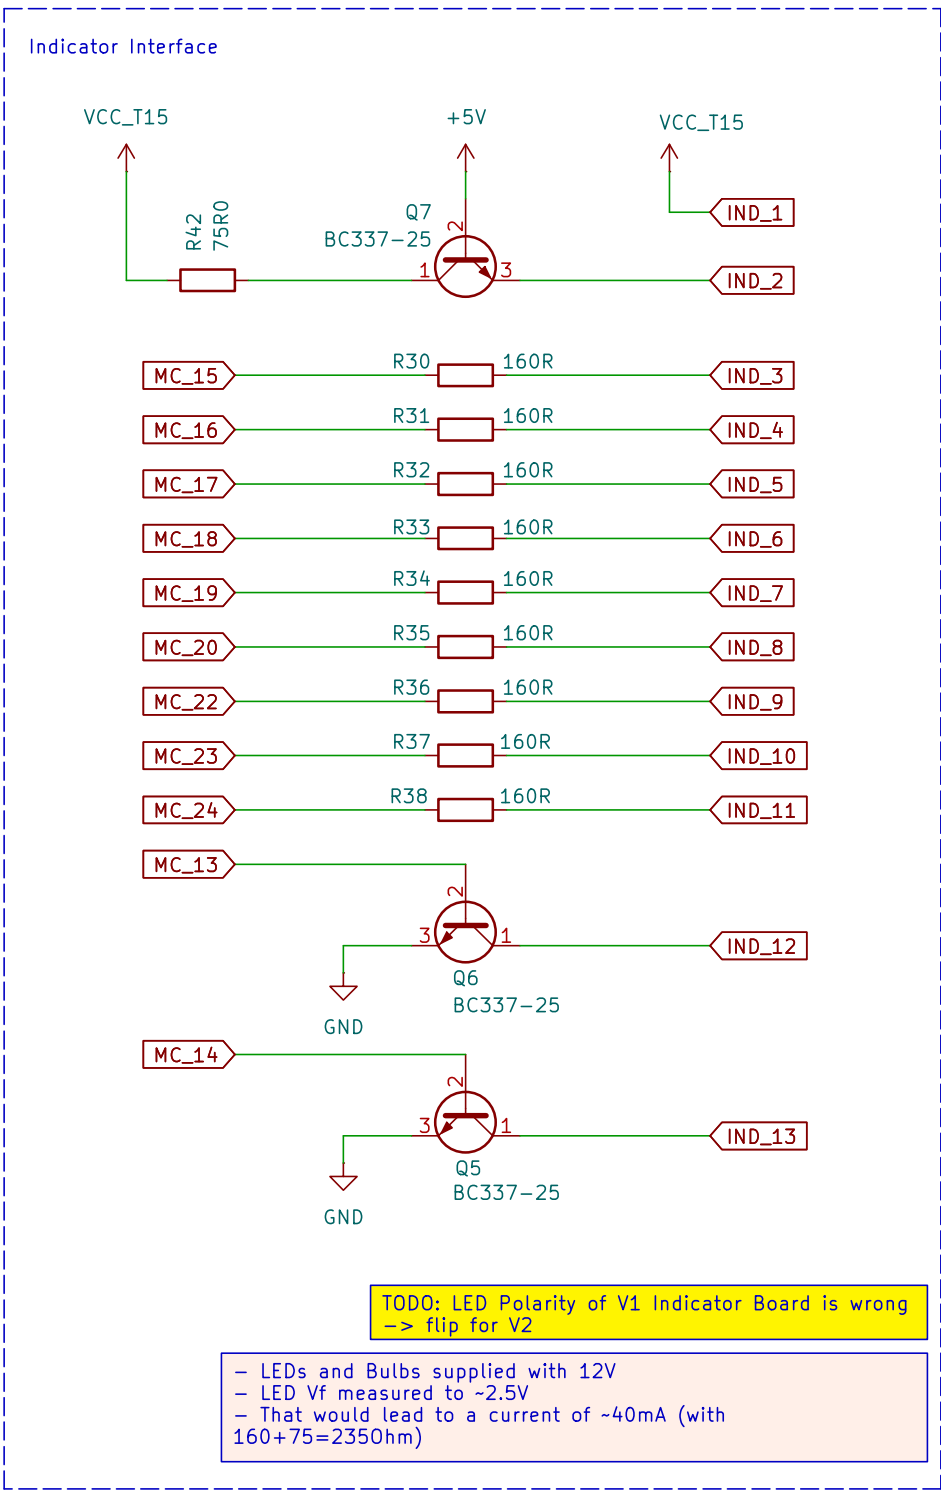 Indicator Interface
VCC_T15
+5V
VCC_T15
R42
75R0
Q7
BC337-25
2
1
3
IND_1
IND_2
MC_15
R30
160R
IND_3
MC_16
R31
160R
IND_4
MC_17
R32
160R
IND_5
MC_18
R33
160R
IND_6
MC_19
R34
160R
IND_7
MC_20
R35
160R
IND_8
MC_22
R36
160R
IND_9
MC_23
R37
160R
IND_10
MC_24
R38
160R
IND_11
MC_13
2
3
1
IND_12
Q6
BC337-25
GND
MC_14
2
3
1
IND_13
Q5
BC337-25
GND
TODO: LED Polarity of V1 Indicator Board is wrong
-> flip for V2
- LEDs and Bulbs supplied with 12V
- LED Vf measured to ~2.5V
- That would lead to a current of ~40mA (with
160+75=235Ohm)